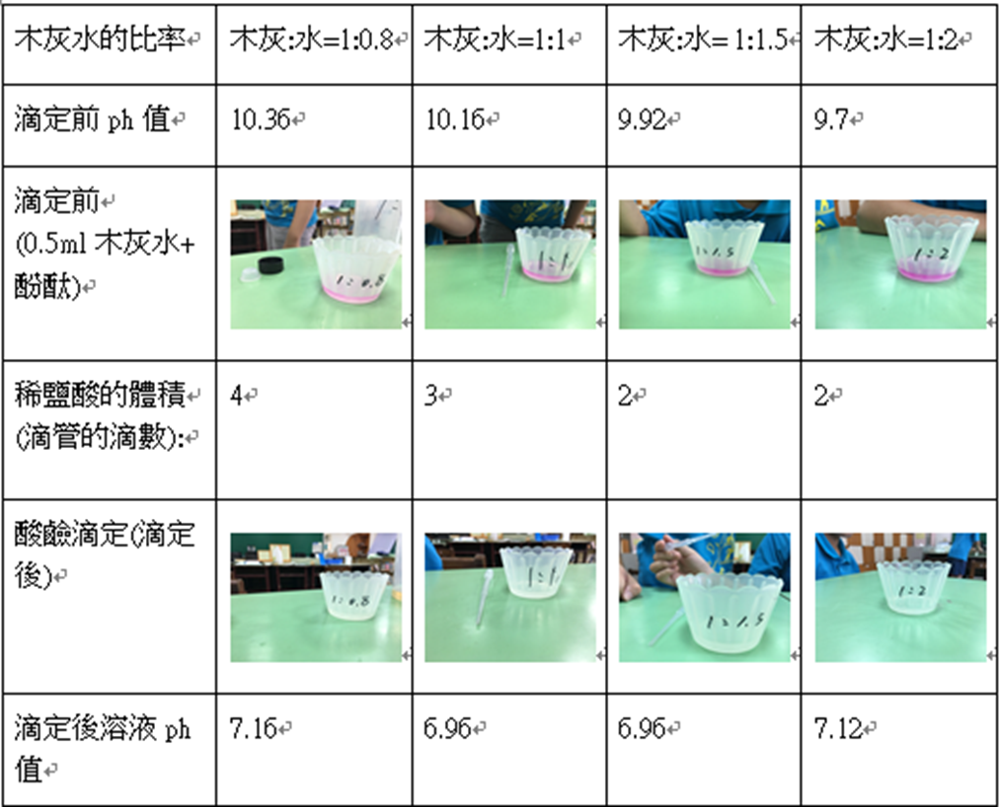 木灰水的比率 木灰:水=1:0.8 木灰:水=1:1 木灰:水= 1:1.5 木灰:水=1:2
滴定前 ph 值 10.36 10.16 9.92 9.7
滴定前
(0.5ml 木灰水+
酚酞)
1:0.8 1:1 1:1.5 1:2
稀鹽酸的體積 4 3 2 2
(滴管的滴數):
酸鹼滴定(滴定
後)
1:0.8 1:1 1:1.5 1:2
滴定後溶液 ph 7.16 6.96 6.96 7.12
值